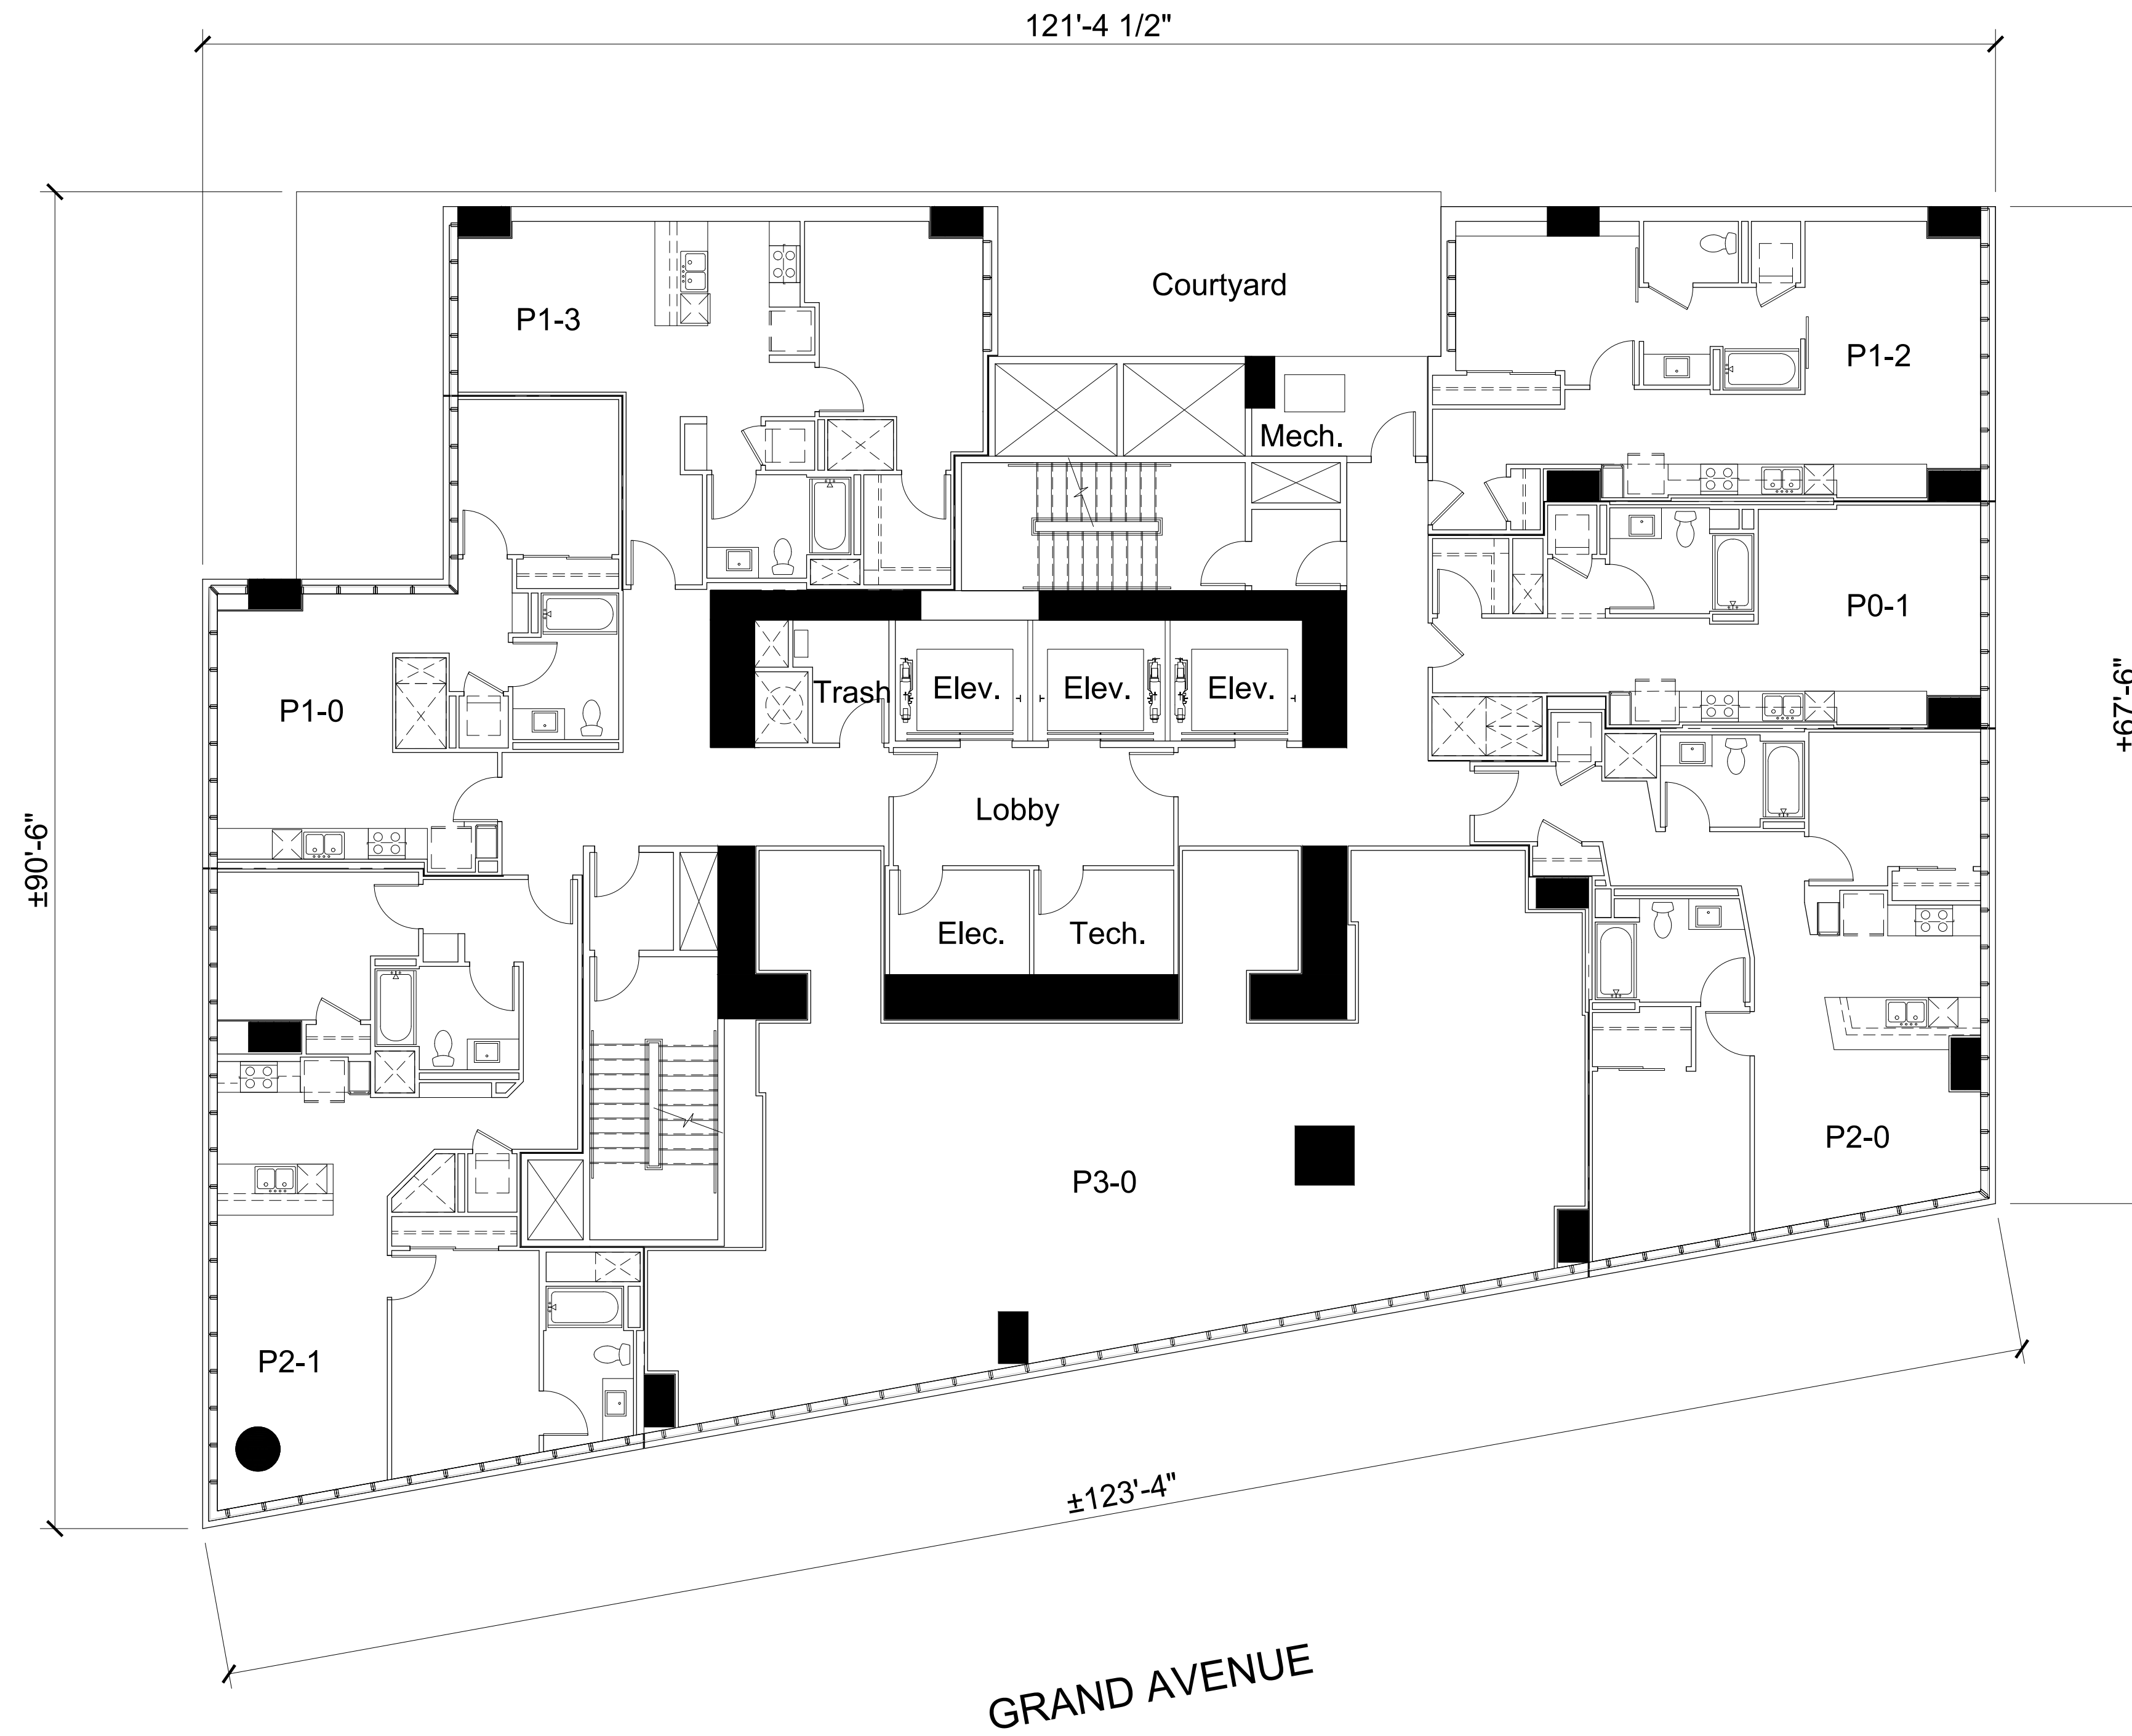 121'-4 1/2"
Courtyard
P1-3
P1-2
Mech.
P0-1
Trash
Elev.
Elev.
Elev.
P1-0
±67'-6"
Lobby
±90'-6"
Elec.
Tech.
P2-0
P3-0
P2-1
±123'-4"
GRAND AVENUE